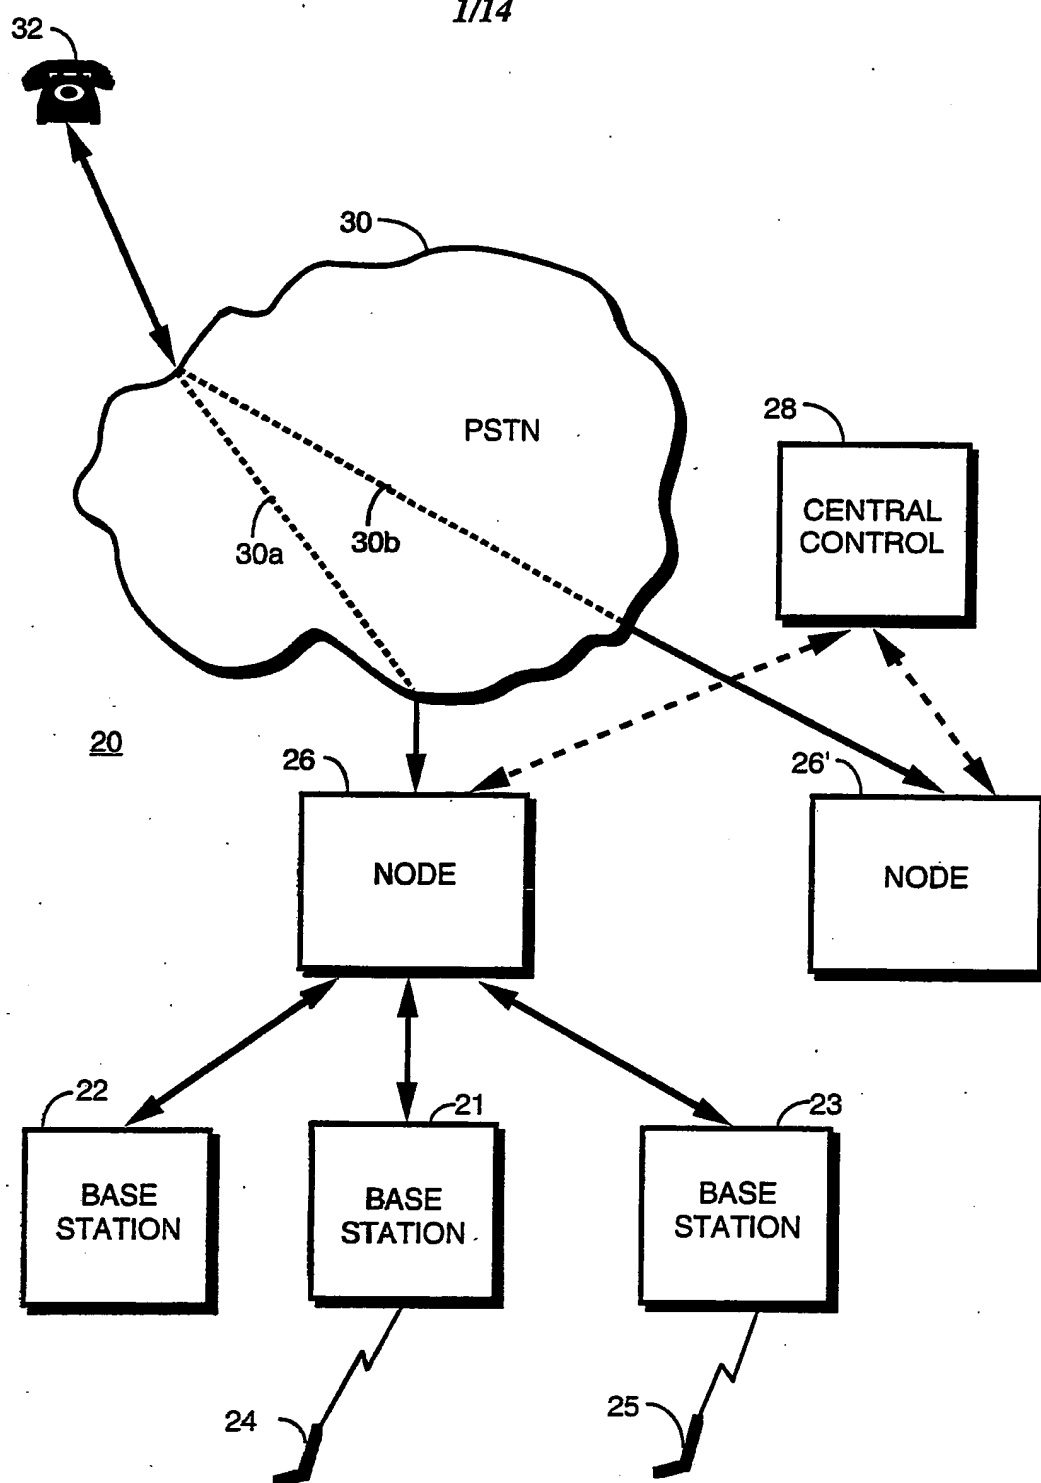 1/14
32
30
PSTN
28
CENTRAL
CONTROL
30a
30b
20
26
26'
NODE
NODE
22
21
23
BASE
STATION
BASE
STATION
BASE
STATION
24
25